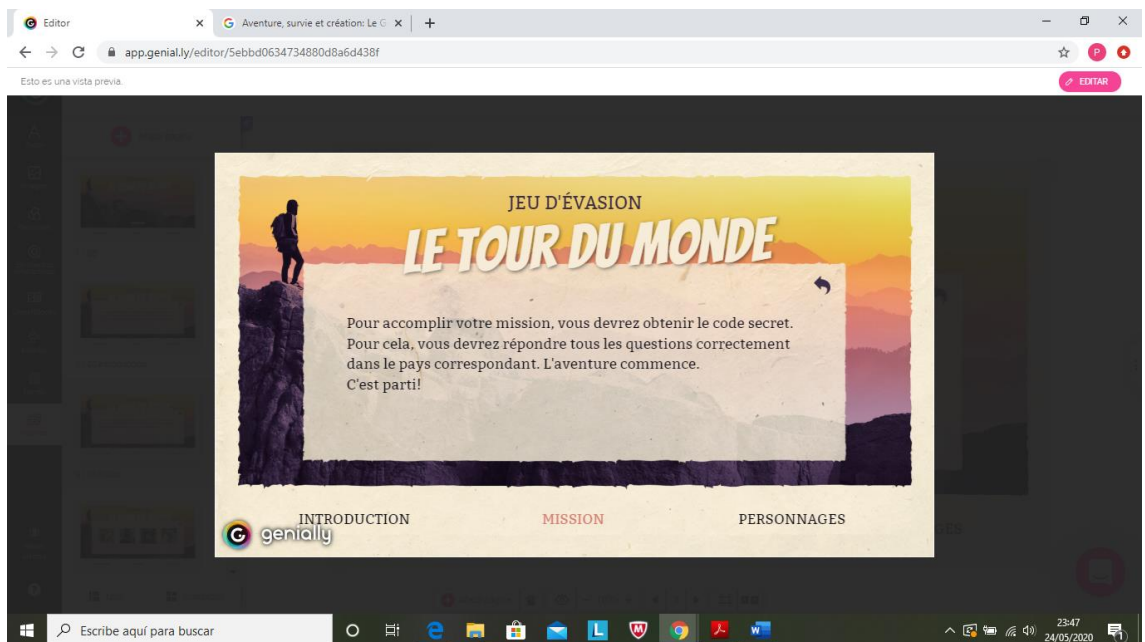 Editor
Aventure, survie et création: Le G
app.genial.ly/editor/5ebbd0634734880d8a6d438f
P
Esto es una vista previa.
EDITAR
JEU D'ÉVASION
LE TOUR DU MONDE
Pour accomplir votre mission, vous devrez obtenir le code secret.
Pour cela, vous devrez répondre tous les questions correctement
dans le pays correspondant. L'aventure commence.
C'est parti!
INTRODUCTION
MISSION
PERSONNAGES
genially
Escribe aquí para buscar
23:47
24/05/2020